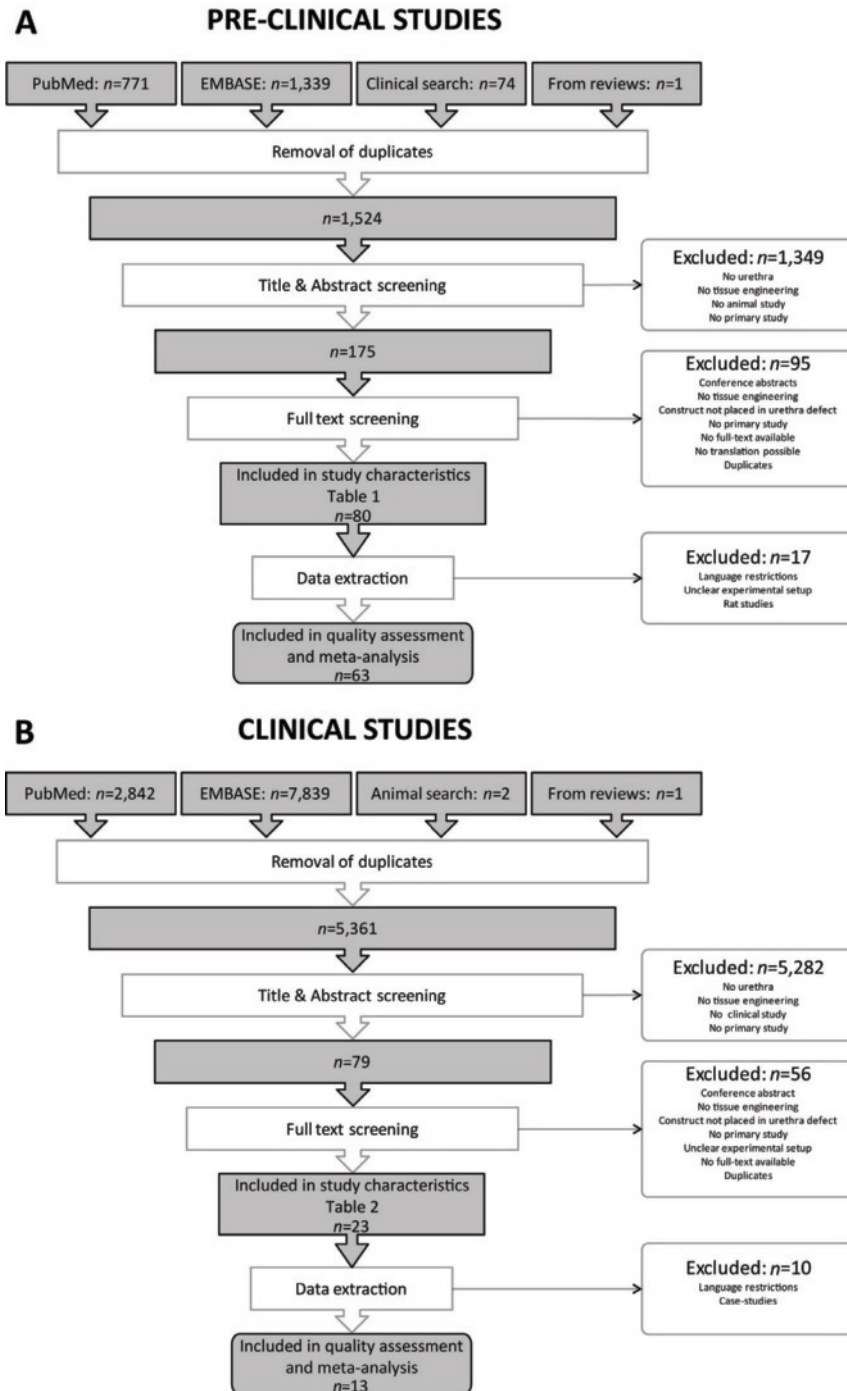 A
PRE-CLINICAL STUDIES
PubMed: n=771
EMBASE: n=1,339
Clinical search: n=74
From reviews: n=1
Removal of duplicates
n=1,524
Title & Abstract screening
Excluded: n=1,349
No urethra
No tissue engineering
No animal study
No primary study
n=175
Full text screening
Excluded: n=95
Conference abstracts
No tissue engineering
Construct not placed in urethra defect
No primary study
No full-text available
No translation possible
Duplicates
Included in study characteristics
Table 1
n=80
Data extraction
Excluded: n=17
Language restrictions
Unclear experimental setup
Rat studies
Included in quality assessment
and meta-analysis
n=63
B
CLINICAL STUDIES
PubMed: n=2,842
EMBASE: n=7,839
Animal search: n=2
From reviews: n=1
Removal of duplicates
n=5,361
Title & Abstract screening
Excluded: n=5,282
No urethra
No tissue engineering
No clinical study
No primary study
n=79
Full text screening
Excluded: n=56
Conference abstract
No tissue engineering
Construct not placed in urethra defect
No primary study
Unclear experimental setup
No full-text available
Duplicates
Included in study characteristics
Table 2
n=23
Data extraction
Excluded: n=10
Language restrictions
Case-studies
Included in quality assessment
and meta-analysis
n=13